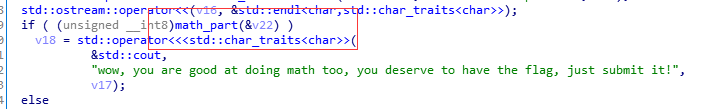 std::ostream::operator<<(v16, &std::endl<char,std::char_traits<char>>);
if ( (unsigned __int8)math_part(&v22) )
v18 = std::operator<<<std::char_traits<char>>(
&std::cout,
"wow, you are good at doing math too, you deserve to have the flag, just submit it!",
v17);
else